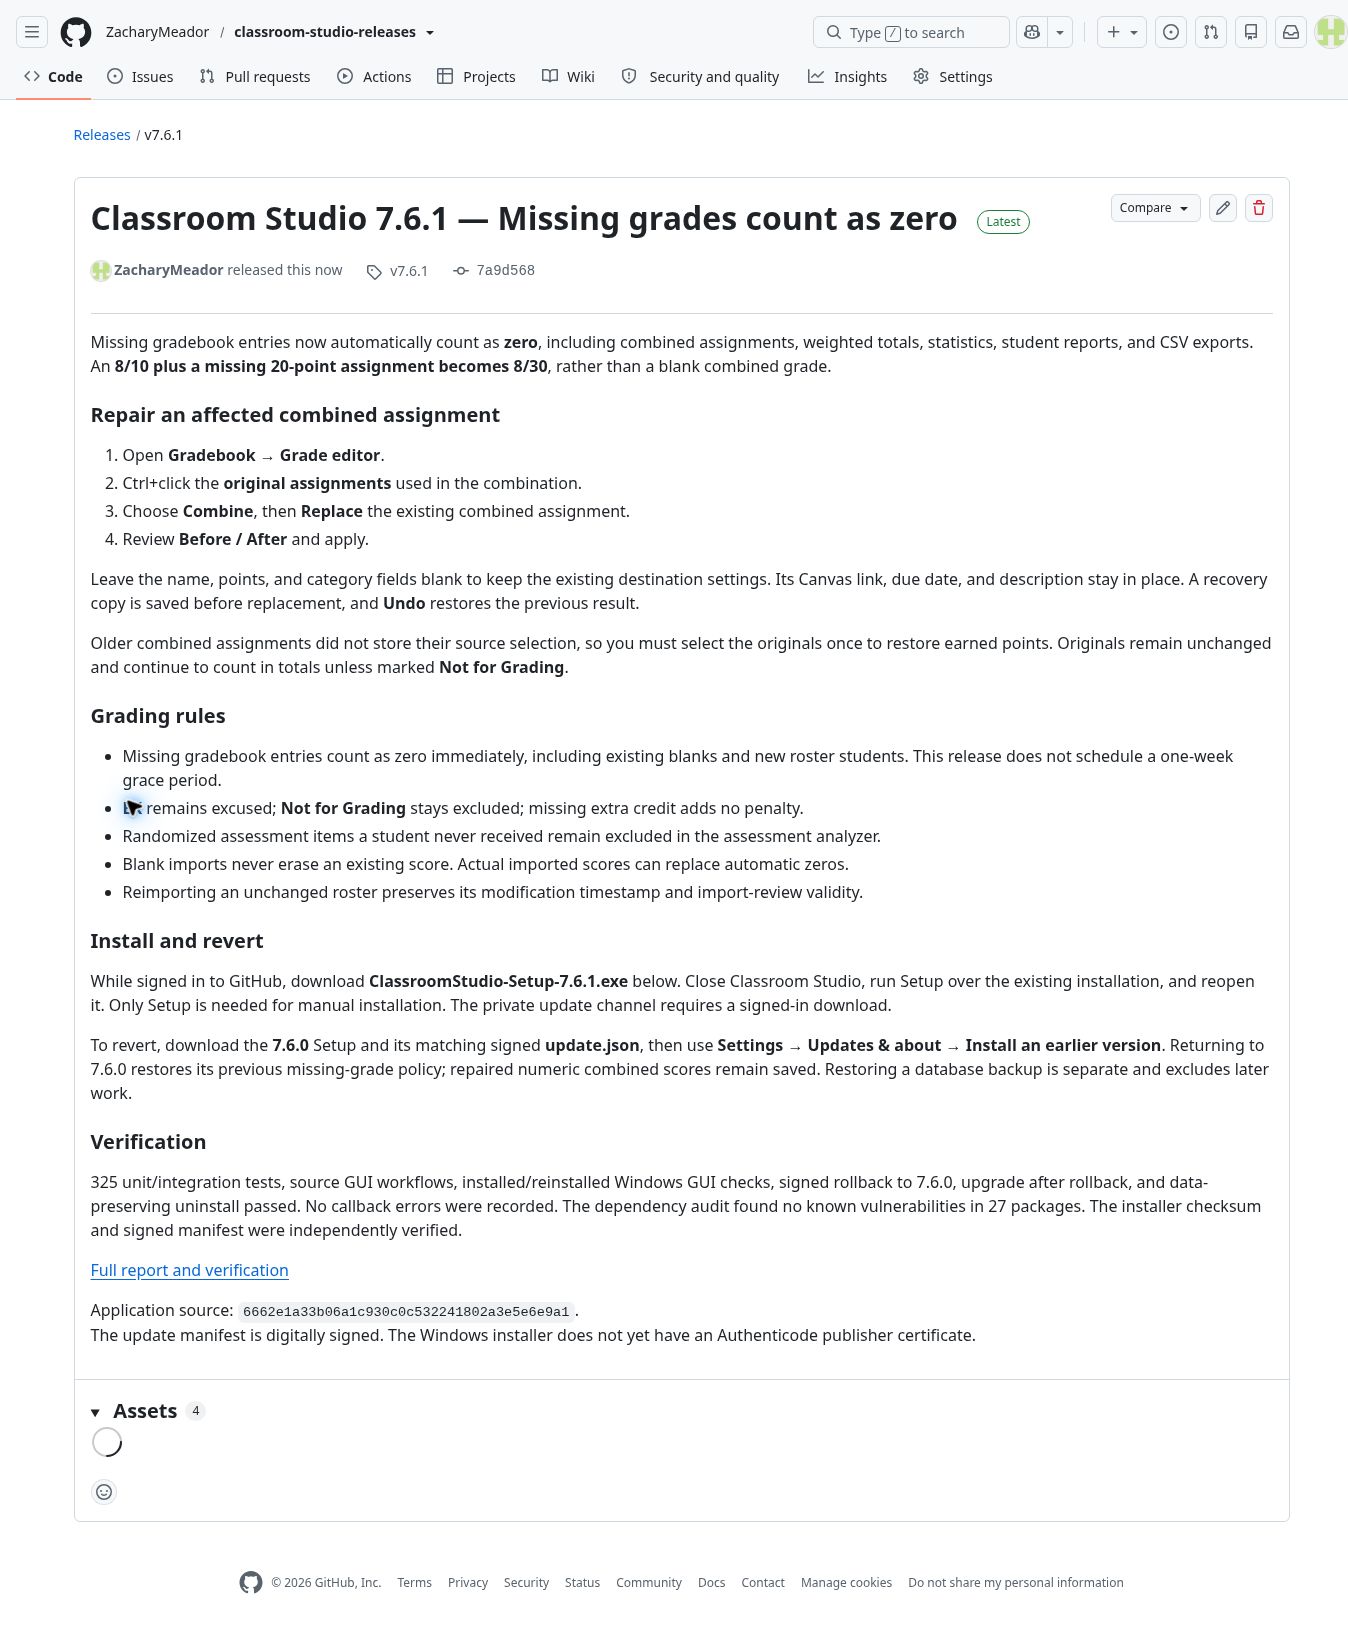 ZacharyMeador / classroom-studio-releases
Type / to search
Code Issues Pull requests Actions Projects Wiki Security and quality Insights Settings
Releases / v7.6.1
Classroom Studio 7.6.1 — Missing grades count as zero Latest
Compare
ZacharyMeador released this now v7.6.1 7a9d568
Missing gradebook entries now automatically count as zero, including combined assignments, weighted totals, statistics, student reports, and CSV exports.
An 8/10 plus a missing 20-point assignment becomes 8/30, rather than a blank combined grade.
Repair an affected combined assignment
1. Open Gradebook → Grade editor.
2. Ctrl+click the original assignments used in the combination.
3. Choose Combine, then Replace the existing combined assignment.
4. Review Before / After and apply.
Leave the name, points, and category fields blank to keep the existing destination settings. Its Canvas link, due date, and description stay in place. A recovery
copy is saved before replacement, and Undo restores the previous result.
Older combined assignments did not store their source selection, so you must select the originals once to restore earned points. Originals remain unchanged
and continue to count in totals unless marked Not for Grading.
Grading rules
• Missing gradebook entries count as zero immediately, including existing blanks and new roster students. This release does not schedule a one-week
grace period.
• remains excused; Not for Grading stays excluded; missing extra credit adds no penalty.
• Randomized assessment items a student never received remain excluded in the assessment analyzer.
• Blank imports never erase an existing score. Actual imported scores can replace automatic zeros.
• Reimporting an unchanged roster preserves its modification timestamp and import-review validity.
Install and revert
While signed in to GitHub, download ClassroomStudio-Setup-7.6.1.exe below. Close Classroom Studio, run Setup over the existing installation, and reopen
it. Only Setup is needed for manual installation. The private update channel requires a signed-in download.
To revert, download the 7.6.0 Setup and its matching signed update.json, then use Settings → Updates & about → Install an earlier version. Returning to
7.6.0 restores its previous missing-grade policy; repaired numeric combined scores remain saved. Restoring a database backup is separate and excludes later
work.
Verification
325 unit/integration tests, source GUI workflows, installed/reinstalled Windows GUI checks, signed rollback to 7.6.0, upgrade after rollback, and data-
preserving uninstall passed. No callback errors were recorded. The dependency audit found no known vulnerabilities in 27 packages. The installer checksum
and signed manifest were independently verified.
Full report and verification
Application source: 6662e1a33b06a1c930c0c532241802a3e5e6e9a1.
The update manifest is digitally signed. The Windows installer does not yet have an Authenticode publisher certificate.
Assets 4
© 2026 GitHub, Inc. Terms Privacy Security Status Community Docs Contact Manage cookies Do not share my personal information